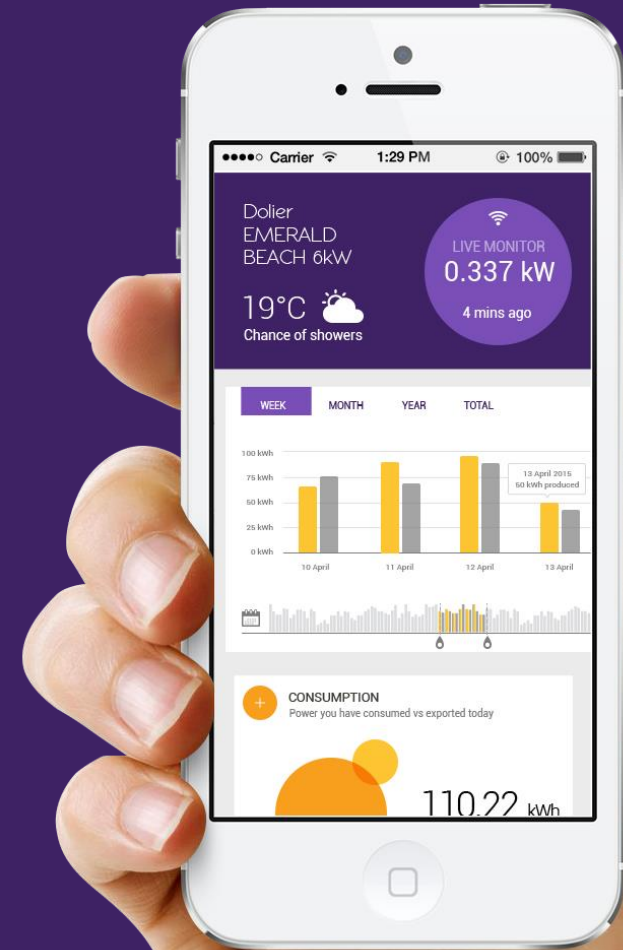 Carrier 1:29 PM 100%
Dolier
EMERALD
BEACH 6kW
19°C
Chance of showers
LIVE MONITOR
0.337 kW
4 mins ago
WEEK MONTH YEAR TOTAL
100 kWh
75 kWh
50 kWh
25 kWh
0 kWh
13 April 2015
50 kWh produced
10 April 11 April 12 April 13 April
CONSUMPTION
Power you have consumed vs exported today
110.22 kWh